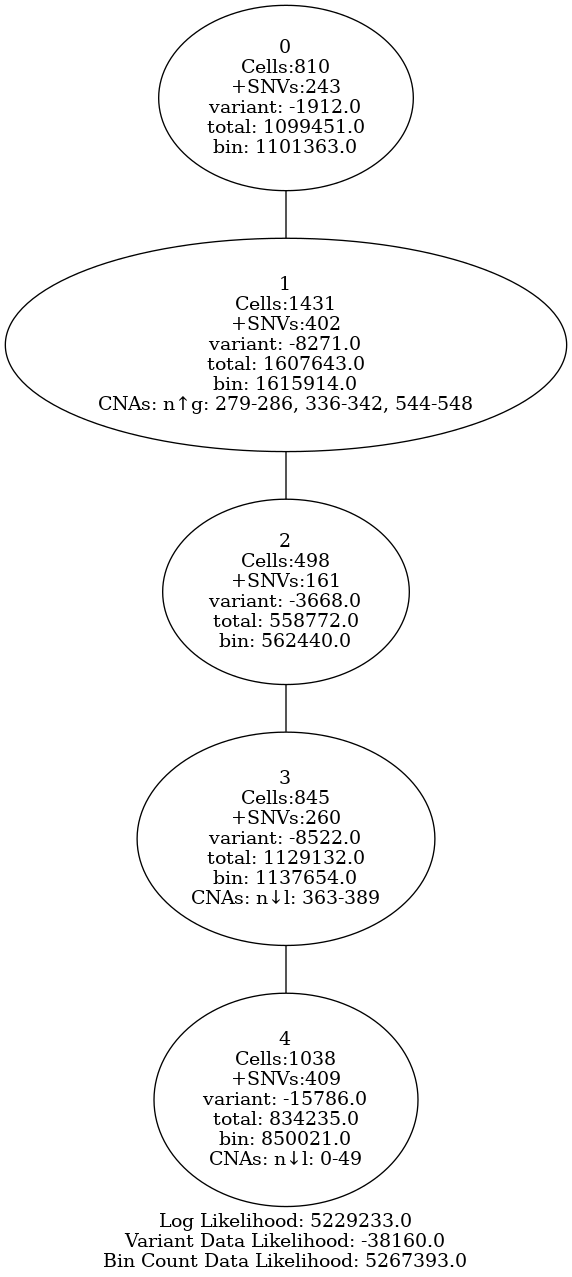 0
Cells:810
+SNVs:243
variant: -1912.0
total: 1099451.0
bin: 1101363.0
1
Cells:1431
+SNVs:402
variant: -8271.0
total: 1607643.0
bin: 1615914.0
CNAs: n↑g: 279-286, 336-342, 544-548
2
Cells:498
+SNVs:161
variant: -3668.0
total: 558772.0
bin: 562440.0
3
Cells:845
+SNVs:260
variant: -8522.0
total: 1129132.0
bin: 1137654.0
CNAs: n↓l: 363-389
4
Cells:1038
+SNVs:409
variant: -15786.0
total: 834235.0
bin: 850021.0
CNAs: n↓l: 0-49
Log Likelihood: 5229233.0
Variant Data Likelihood: -38160.0
Bin Count Data Likelihood: 5267393.0